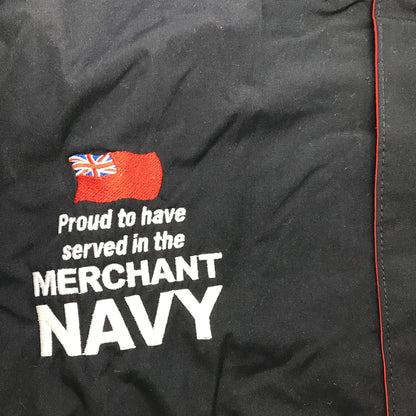 Proud to have
served in the
MERCHANT
NAVY